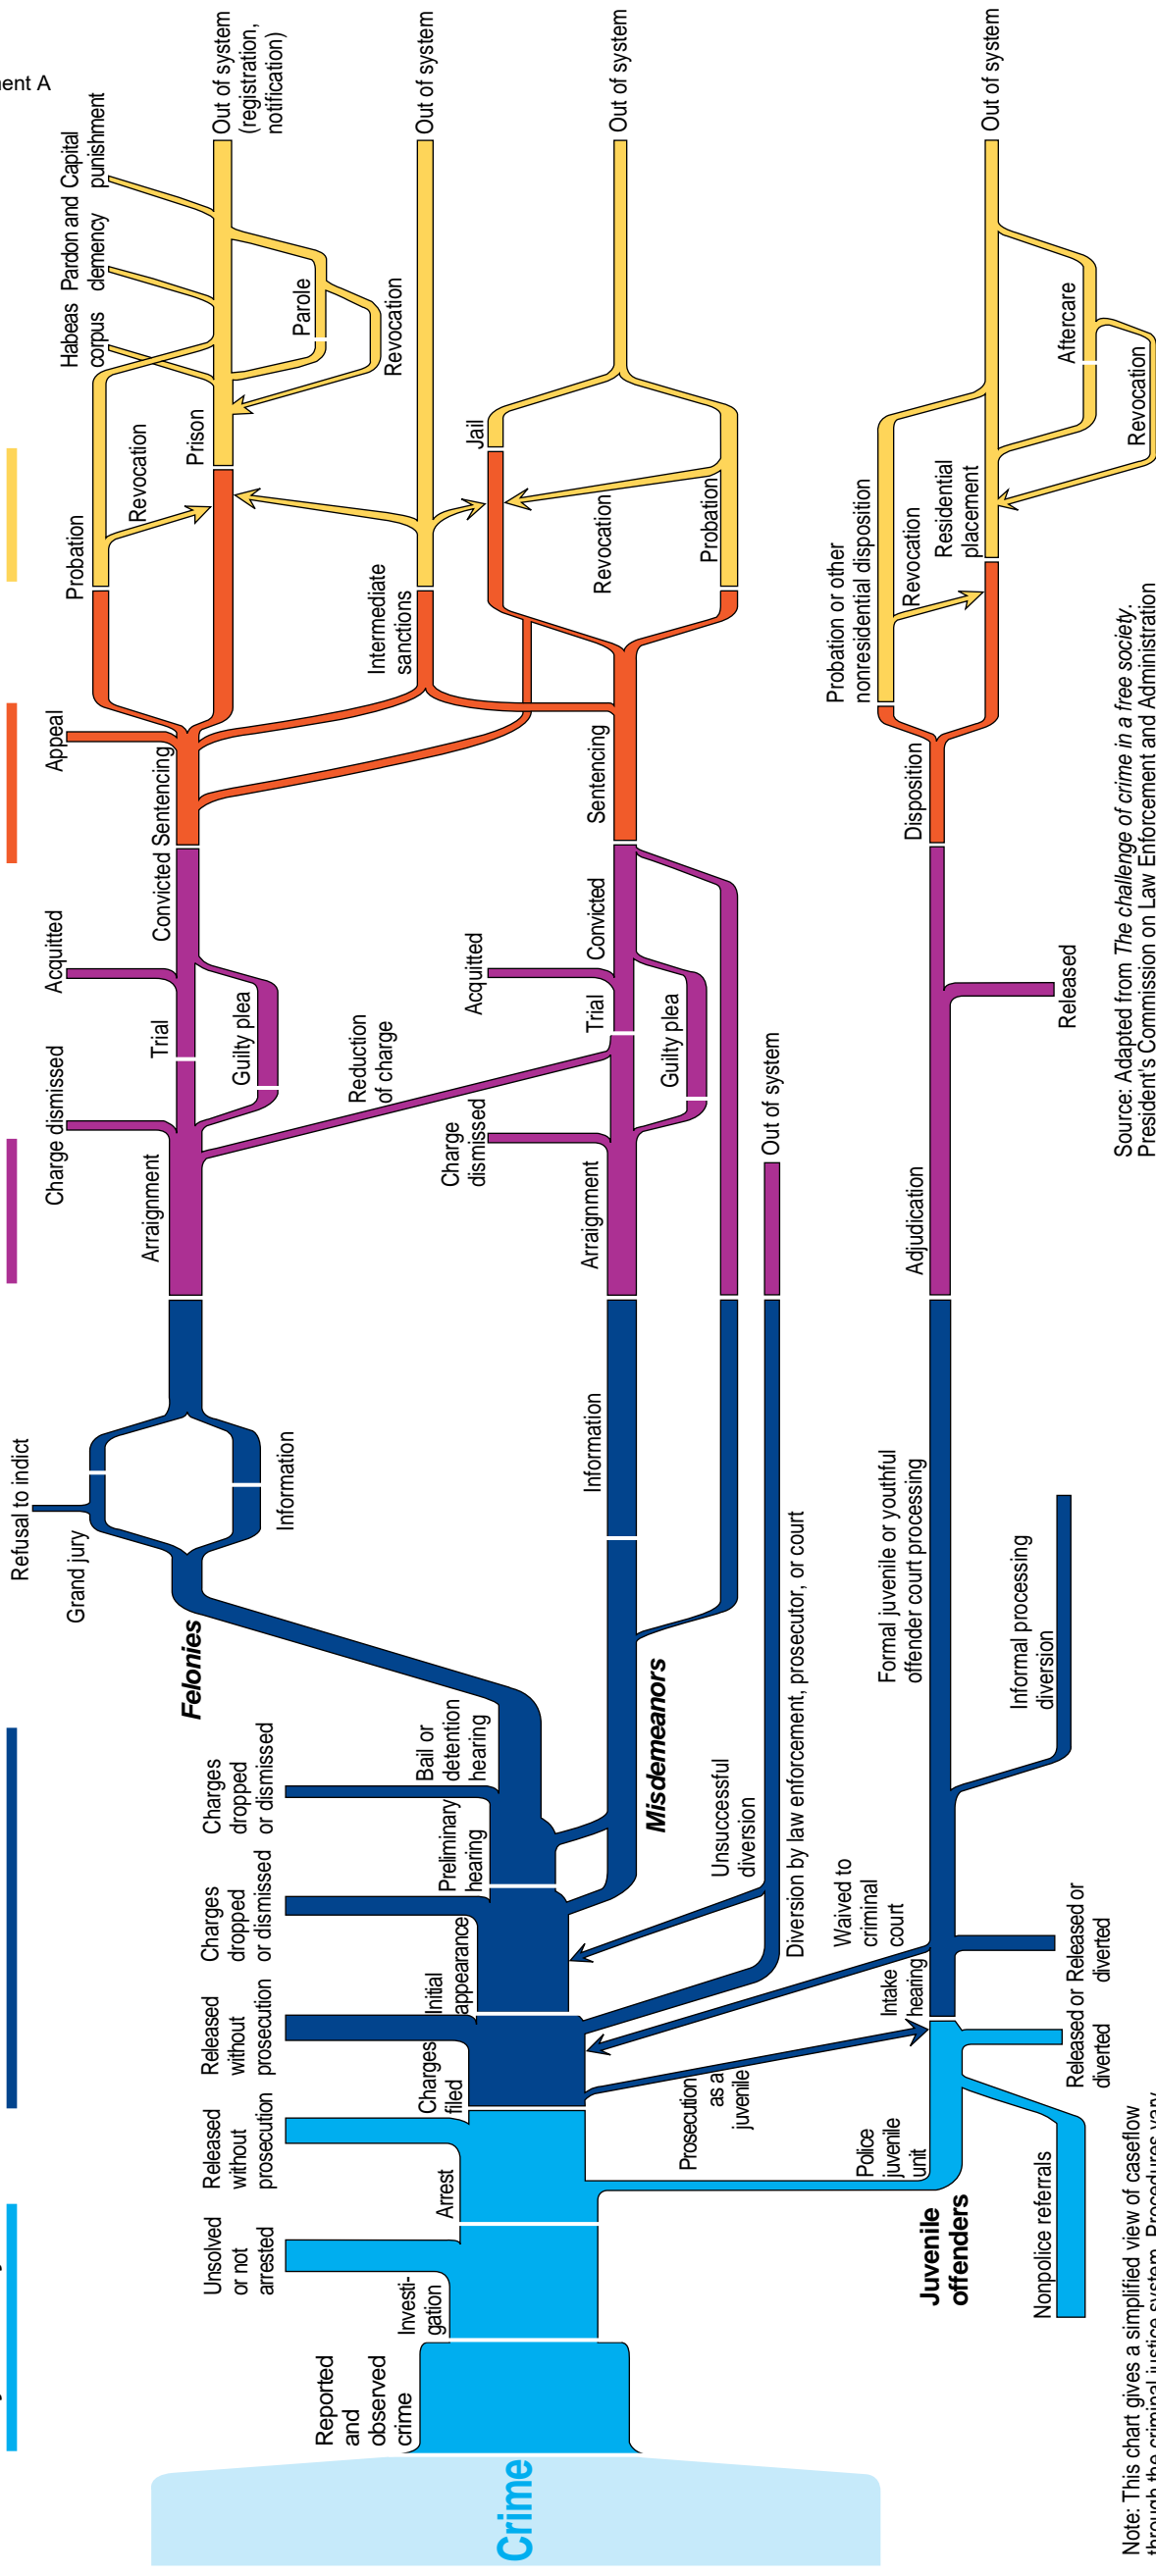 ment A
Crime
Reported
and
observed
crime
Investi-
gation
Unsolved
or not
arrested
Arrest
Released
without
prosecution
Charges
filed
Released
without
prosecution
Initial
appearance
Charges
dropped
or dismissed
Preliminary
hearing
Charges
dropped
or dismissed
Bail or
detention
hearing
Felonies
Grand jury
Refusal to indict
Information
Arraignment
Charge dismissed
Trial
Acquitted
Guilty plea
Reduction
of charge
Convicted
Sentencing
Appeal
Probation
Revocation
Prison
Habeas
corpus
Pardon and
demency
Capital
punishment
Parole
Revocation
Out of system
(registration,
notification)
Intermediate
sanctions
Out of system
Misdemeanors
Information
Arraignment
Charge
dismissed
Trial
Acquitted
Guilty plea
Convicted
Sentencing
Jail
Revocation
Probation
Out of system
Unsuccessful
diversion
Diversion by law enforcement, prosecutor, or court
Out of system
Prosecution
as a
juvenile
Waived to
criminal
court
Juvenile
offenders
Police
juvenile
unit
Nonpolice referrals
Released or
diverted
Intake
hearing
Released or
diverted
Formal juvenile or youthful
offender court processing
Informal processing
diversion
Adjudication
Released
Disposition
Probation or other
nonresidential disposition
Revocation
Residential
placement
Aftercare
Revocation
Out of system
Note: This chart gives a simplified view of caseflow
through the criminal justice system. Procedures vary
Source: Adapted from The challenge of crime in a free society.
President's Commission on Law Enforcement and Administration